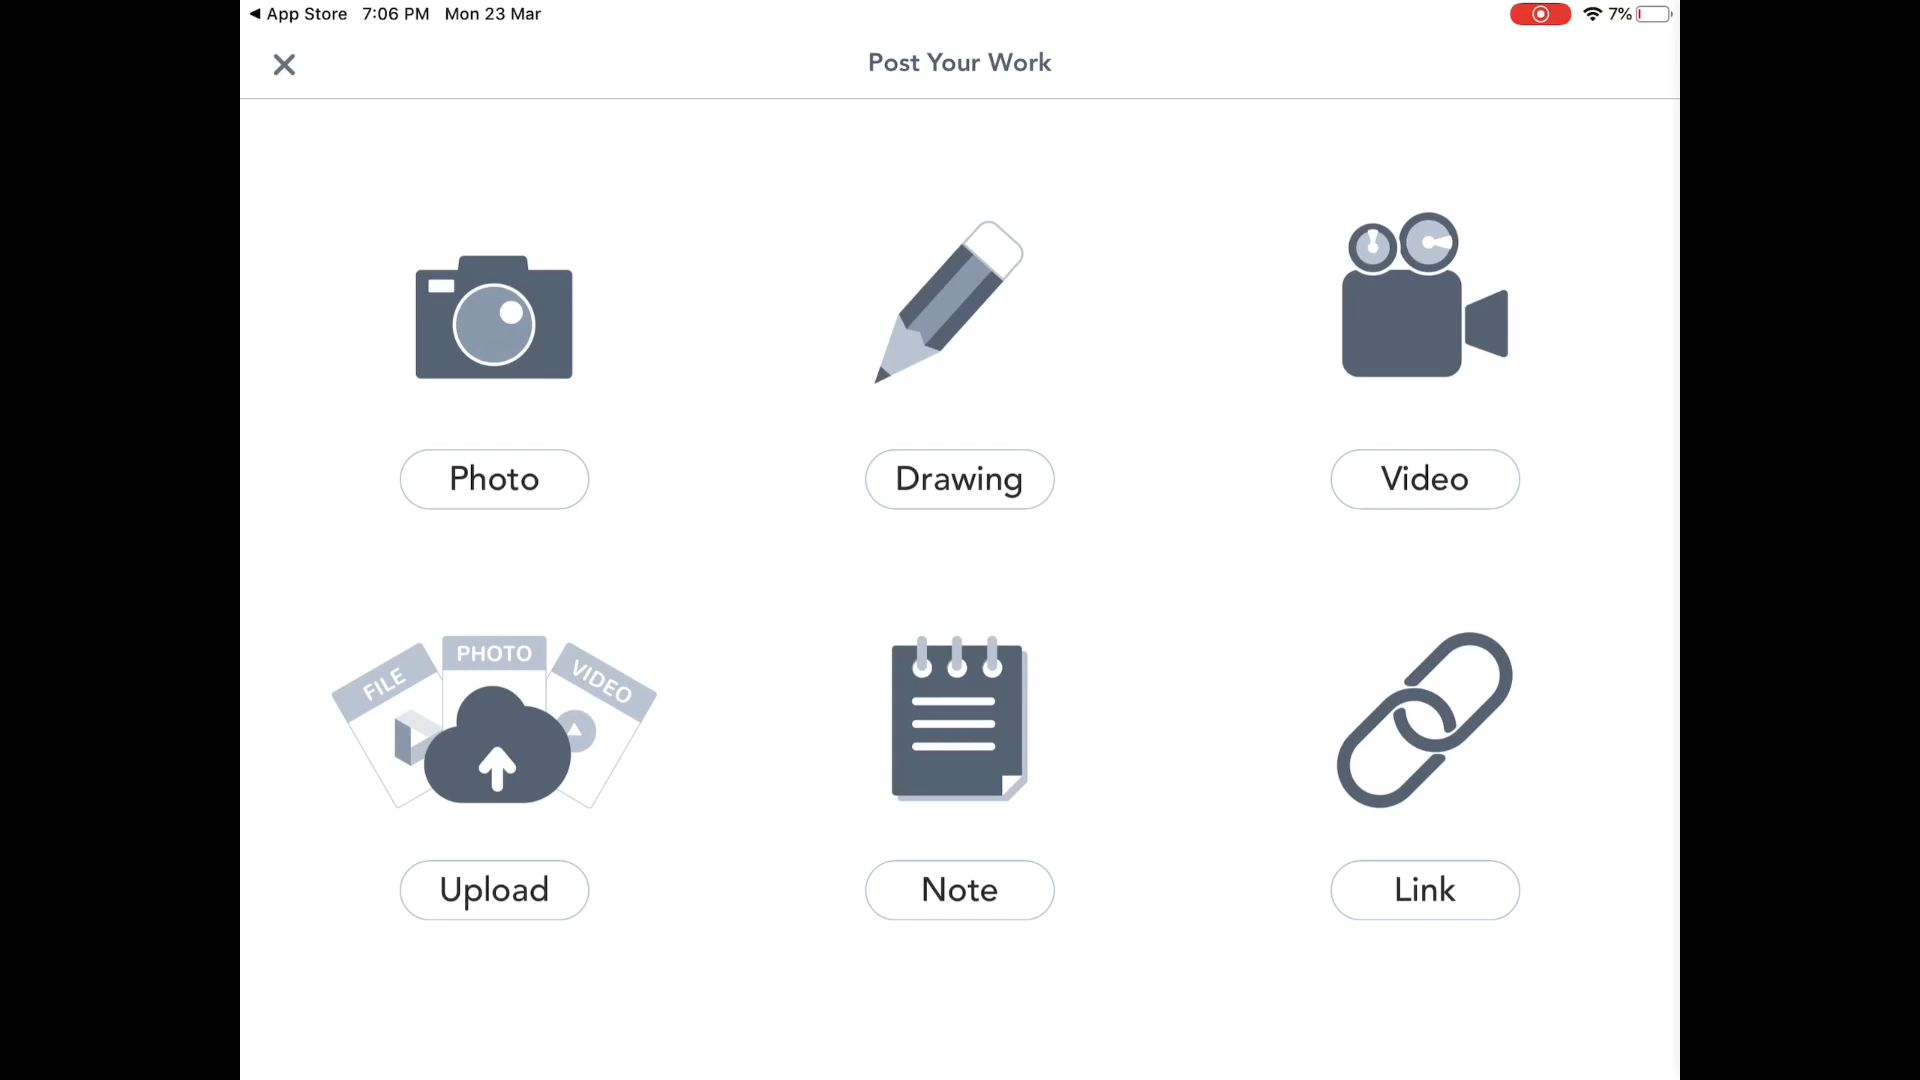 App Store 7:06 PM Mon 23 Mar 7%
Post Your Work
Photo Drawing Video
FILE PHOTO VIDEO
Upload Note Link